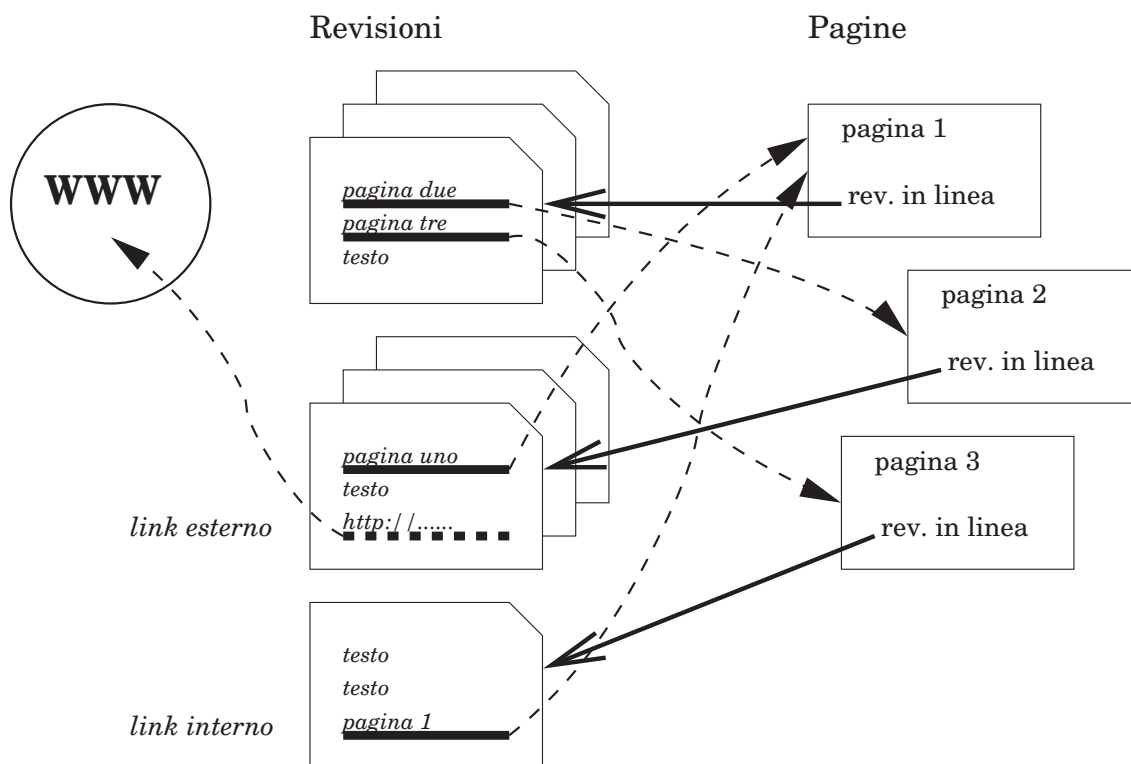 Revisioni
Pagine
WWW
pagina due
pagina tre
testo
pagina 1
rev. in linea
pagina 2
rev. in linea
pagina uno
testo
http://......
link esterno
pagina 3
rev. in linea
testo
testo
pagina 1
link interno